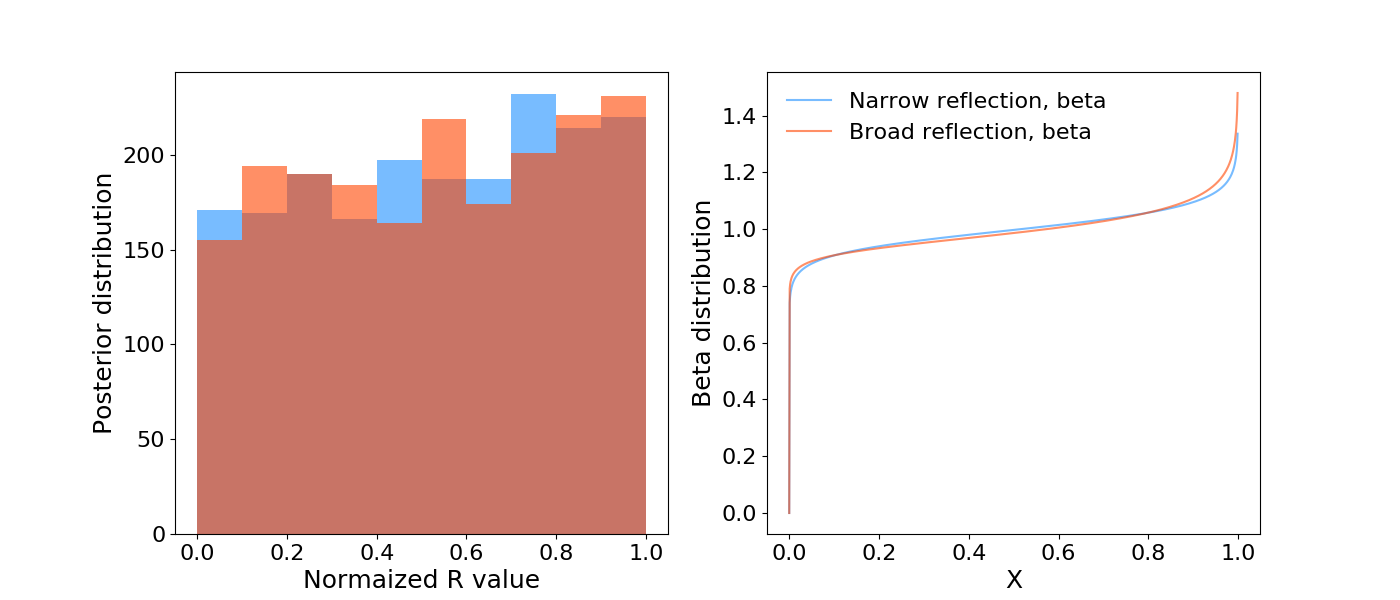 Posterior distribution
200
150
100
50
0
0.0 0.2 0.4 0.6 0.8 1.0
Normaized R value
Narrow reflection, beta
Broad reflection, beta
Beta distribution
1.4
1.2
1.0
0.8
0.6
0.4
0.2
0.0
0.0 0.2 0.4 0.6 0.8 1.0
X